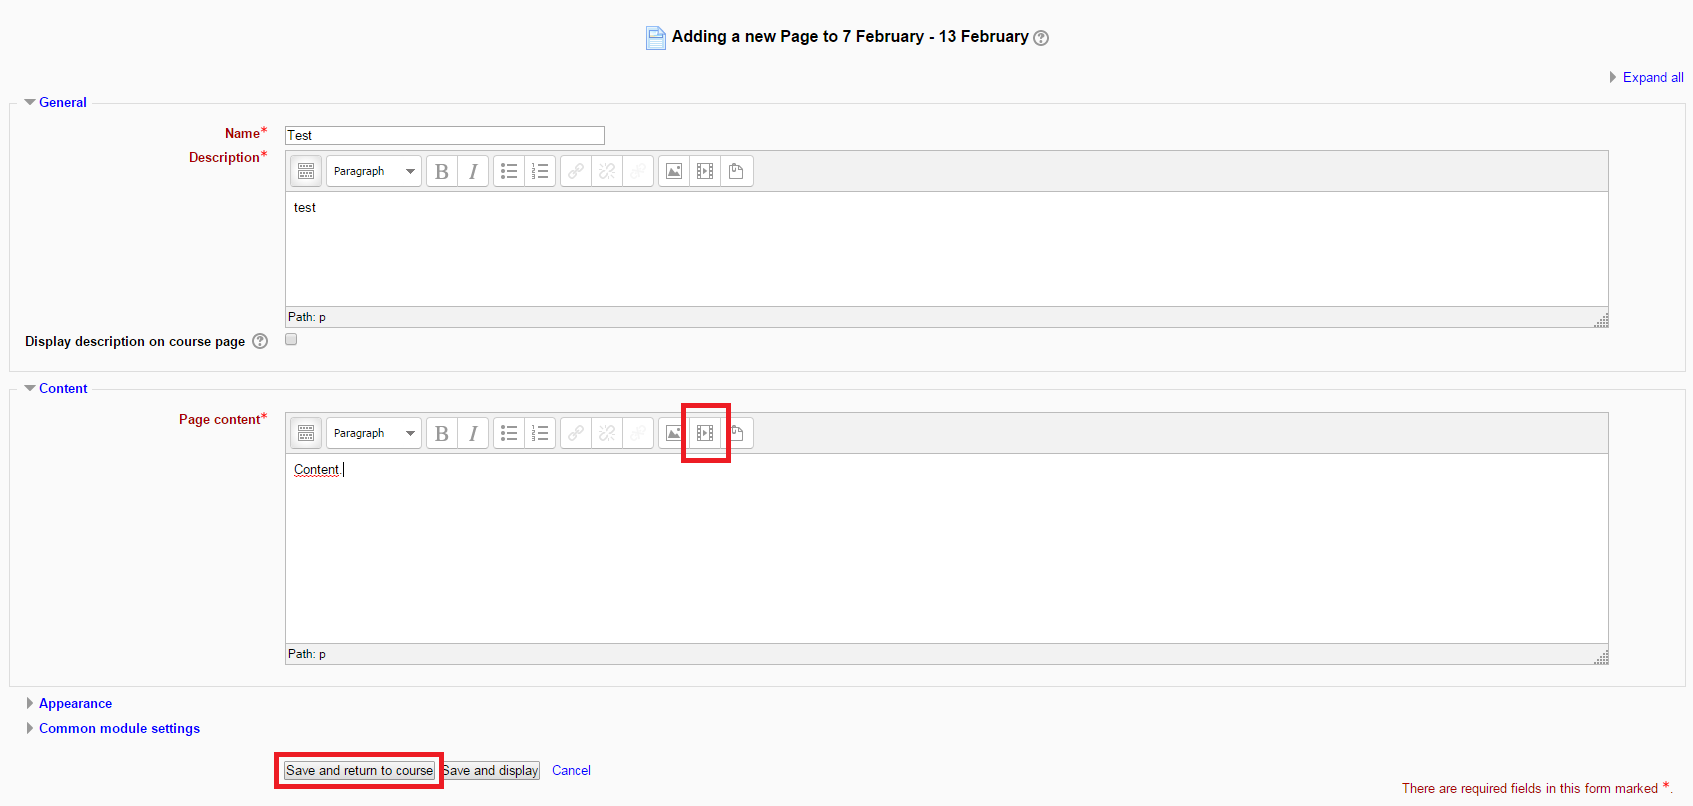 Adding a new Page to 7 February - 13 February
Expand all
General
Name*
Test
Description*
Paragraph B I
test
Path: p
Display description on course page
Content
Page content*
Paragraph B I
Content.
Path: p
Appearance
Common module settings
Save and return to course Save and display Cancel
There are required fields in this form marked *.